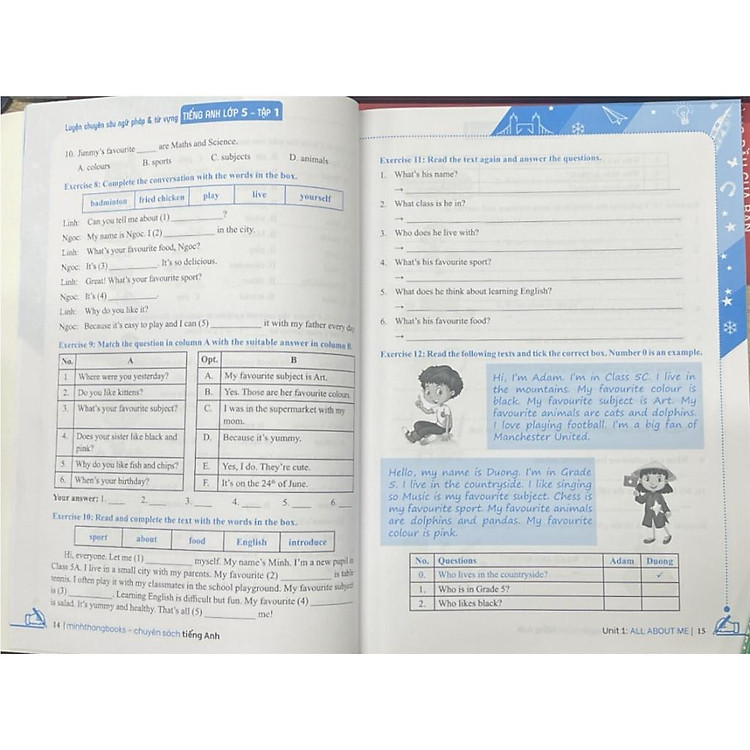 Luyện chuyên sâu ngữ pháp & từ vựng TIẾNG ANH LỚP 5 – TẬP 1
10. Jimmy's favourite _____ are Maths and Science.
A. colours B. sports C. subjects D. animals
Exercise 8: Complete the conversation with the words in the box.
badminton fried chicken play live yourself
Linh: Can you tell me about (1) __________ ?
Ngoc: My name is Ngoc. I (2) __________ in the city.
Linh: What's your favourite food, Ngoc?
Ngoc: It's (3) __________. It's so delicious.
Linh: Great! What's your favourite sport?
Ngoc: It's (4) __________.
Linh: Why do you like it?
Ngoc: Because it's easy to play and I can (5) __________ it with my father every day
Exercise 9: Match the question in column A with the suitable answer in column B.
No. A Opt. B
1 Where were you yesterday? A. My favourite subject is Art.
2. Do you like kittens? B. Yes. Those are her favourite colours.
3. What's your favourite subject? C. I was in the supermarket with my
mom.
4. Does your sister like black and D. Because it's yummy.
pink?
5. Why do you like fish and chips? E. Yes, I do. They're cute.
6. When's your birthday? F. It's on the 24th of June.
Your answer: 1. ___ 2. ___ 3. ___ 4. ___ 5. ___ 6. ___
Exercise 10: Read and complete the text with the words in the box.
sport about food English introduce
Hi, everyone. Let me (1) __________ myself. My name's Minh. I'm a new pupil in
Class 5A. I live in a small city with my parents. My favourite (2) __________ is table
tennis. I often play it with my classmates in the school playground. My favourite subject
is (3) __________. Learning English is difficult but fun. My favourite (4) __________
is salad. It's yummy and healthy. That's all (5) __________ me!
14 | minhthangbooks – chuyên sách tiếng Anh
Exercise 11: Read the text again and answer the questions.
1. What's his name?
→
2. What class is he in?
→
3. Who does he live with?
→
4. What's his favourite sport?
→
5. What does he think about learning English?
→
6. What's his favourite food?
→
Exercise 12: Read the following texts and tick the correct box. Number 0 is an example.
Hi, I'm Adam. I'm in Class 5C. I live in
the mountains. My favourite colour is
black. My favourite subject is Art. My
favourite animals are cats and dolphins.
I love playing football. I'm a big fan of
Manchester United.
Hello, my name is Duong. I'm in Grade
5. I live in the countryside. I like singing
so Music is my favourite subject. Chess is
my favourite sport. My favourite animals
are dolphins and pandas. My favourite
colour is pink.
No. Questions Adam Duong
0. Who lives in the countryside? ✓
1. Who is in Grade 5?
2. Who likes black?
Unit 1: ALL ABOUT ME | 15